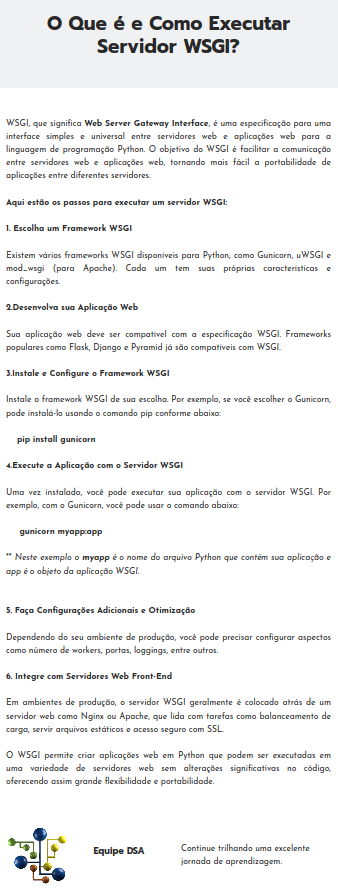 O Que é e Como Executar
Servidor WSGI?
WSGI, que significa Web Server Gateway Interface, é uma especificação para uma
interface simples e universal entre servidores web e aplicações web para a
linguagem de programação Python. O objetivo do WSGI é facilitar a comunicação
entre servidores web e aplicações web, tornando mais fácil a portabilidade de
aplicações entre diferentes servidores.
Aqui estão os passos para executar um servidor WSGI:
1. Escolha um Framework WSGI
Existem vários frameworks WSGI disponíveis para Python, como Gunicorn, uWSGI e
mod_wsgi (para Apache). Cada um tem suas próprias características e
configurações.
2.Desenvolva sua Aplicação Web
Sua aplicação web deve ser compatível com a especificação WSGI. Frameworks
populares como Flask, Django e Pyramid já são compatíveis com WSGI.
3.Instale e Configure o Framework WSGI
Instale o framework WSGI de sua escolha. Por exemplo, se você escolher o Gunicorn,
pode instalá-lo usando o comando pip conforme abaixo:
pip install gunicorn
4.Execute a Aplicação com o Servidor WSGI
Uma vez instalado, você pode executar sua aplicação com o servidor WSGI. Por
exemplo, com o Gunicorn, você pode usar o comando abaixo:
gunicorn myapp:app
** Neste exemplo o myapp é o nome do arquivo Python que contém sua aplicação e
app é o objeto da aplicação WSGI.
5. Faça Configurações Adicionais e Otimização
Dependendo do seu ambiente de produção, você pode precisar configurar aspectos
como número de workers, portas, loggings, entre outros.
6. Integre com Servidores Web Front-End
Em ambientes de produção, o servidor WSGI geralmente é colocado atrás de um
servidor web como Nginx ou Apache, que lida com tarefas como balanceamento de
carga, servir arquivos estáticos e acesso seguro com SSL.
O WSGI permite criar aplicações web em Python que podem ser executadas em
uma variedade de servidores web sem alterações significativas no código,
oferecendo assim grande flexibilidade e portabilidade.
Equipe DSA
Continue trilhando uma excelente
jornada de aprendizagem.